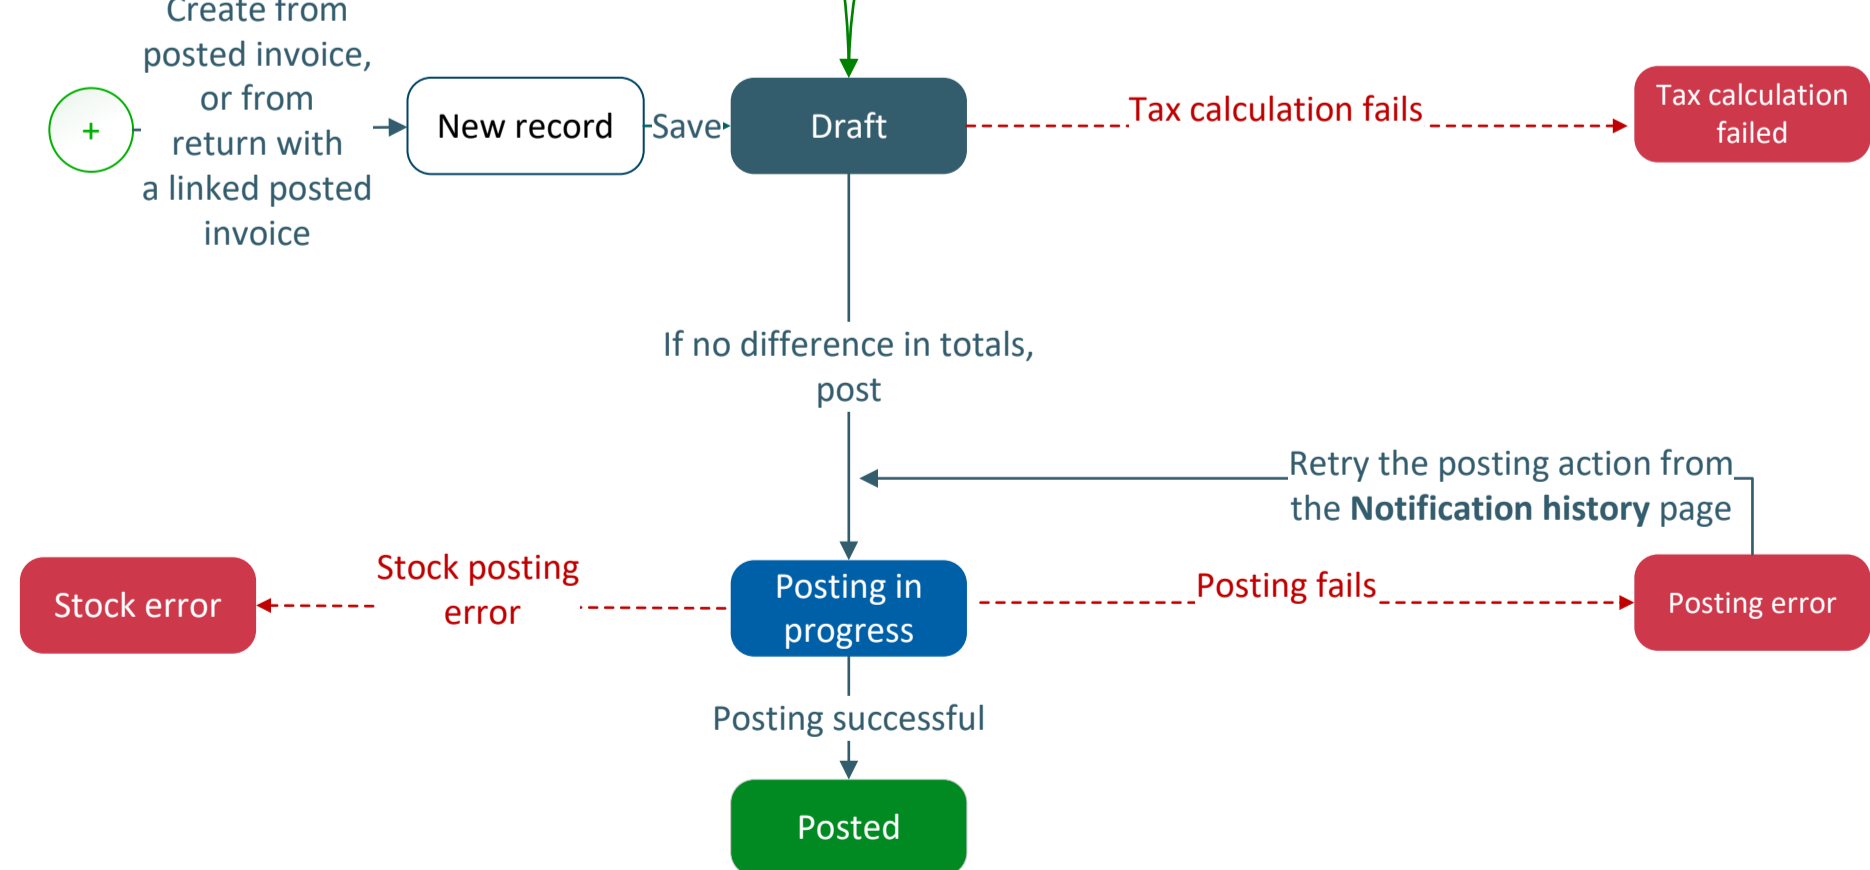 Create from
posted invoice,
or from
return with
a linked posted
invoice
+
New record
Save
Draft
Tax calculation fails
Tax calculation
failed
If no difference in totals,
post
Retry the posting action from
the Notification history page
Stock error
Stock posting
error
Posting in
progress
Posting fails
Posting error
Posting successful
Posted